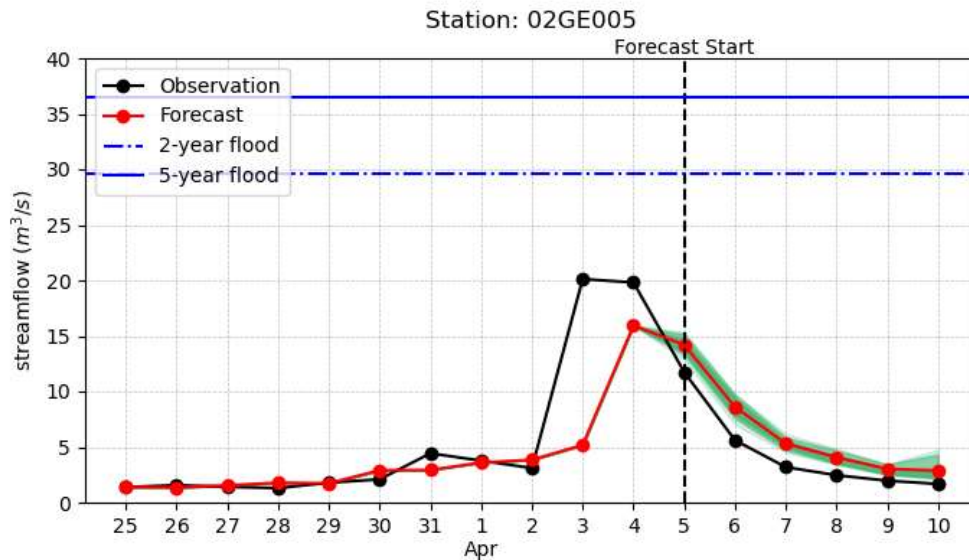 Station: 02GE005
Forecast Start
40
35
30
25
20
15
10
5
0
streamflow (m³/s)
Observation
Forecast
2-year flood
5-year flood
25 26 27 28 29 30 31 1 2 3 4 5 6 7 8 9 10
Apr